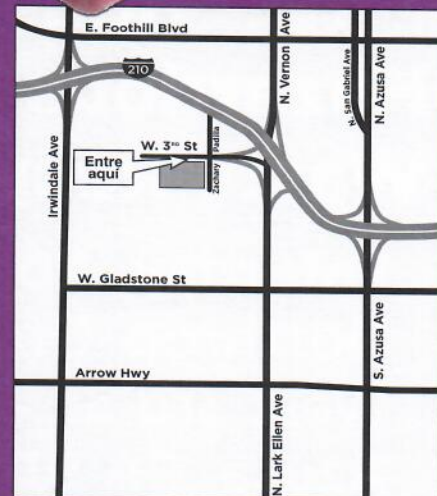 E. Foothill Blvd
210
N. Vernon Ave
N. San Gabriel Ave
N. Azusa Ave
W. 3RD St
Zachary Padilla
Entre
aquí
Irwindale Ave
W. Gladstone St
S. Azusa Ave
Arrow Hwy
N. Lark Ellen Ave